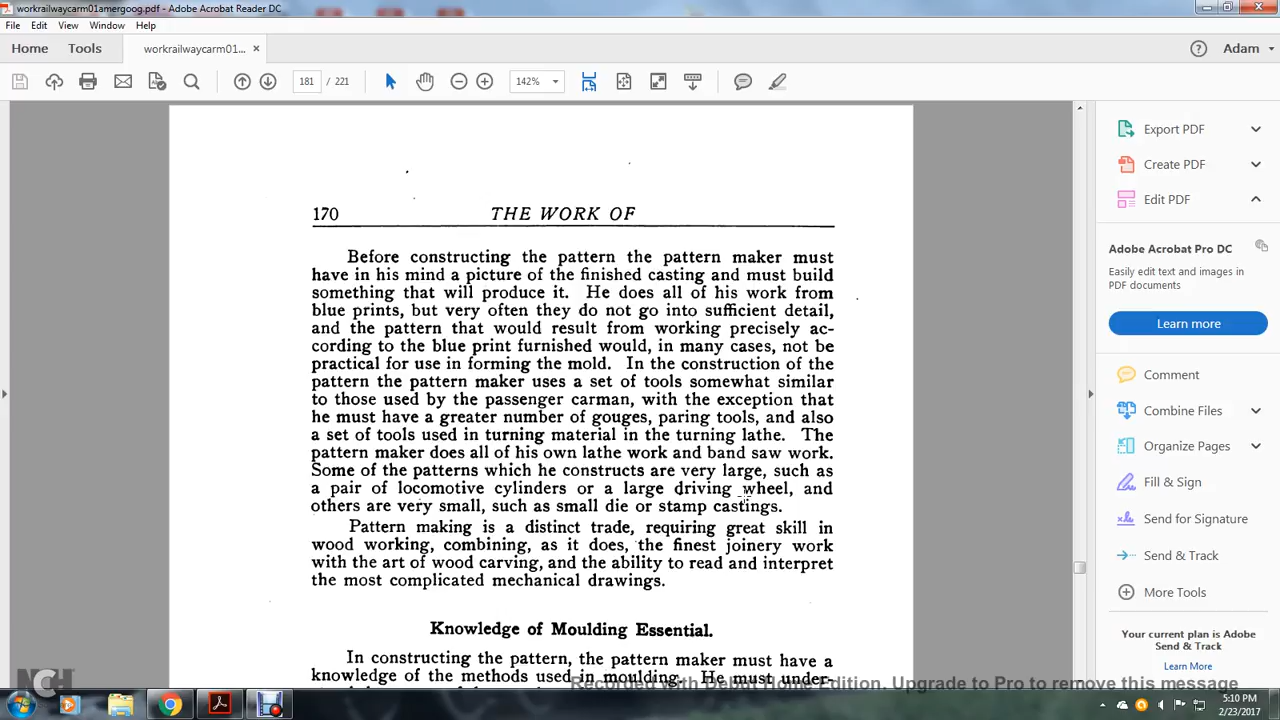 workrailwaycarm01amergoog.pdf - Adobe Acrobat Reader DC
File Edit View Window Help
Home Tools workrailwaycarm01... × Adam
181 / 221 142%
170 THE WORK OF
Before constructing the pattern the pattern maker must
have in his mind a picture of the finished casting and must build
something that will produce it. He does all of his work from
blue prints, but very often they do not go into sufficient detail,
and the pattern that would result from working precisely ac-
cording to the blue print furnished would, in many cases, not be
practical for use in forming the mold. In the construction of the
pattern the pattern maker uses a set of tools somewhat similar
to those used by the passenger carman, with the exception that
he must have a greater number of gouges, paring tools, and also
a set of tools used in turning material in the turning lathe. The
pattern maker does all of his own lathe work and band saw work.
Some of the patterns which he constructs are very large, such as
a pair of locomotive cylinders or a large driving wheel, and
others are very small, such as small die or stamp castings.
Pattern making is a distinct trade, requiring great skill in
wood working, combining, as it does, the finest joinery work
with the art of wood carving, and the ability to read and interpret
the most complicated mechanical drawings.
Knowledge of Moulding Essential.
In constructing the pattern, the pattern maker must have a
knowledge of the methods used in moulding. He must under-
Export PDF
Create PDF
Edit PDF
Adobe Acrobat Pro DC
Easily edit text and images in
PDF documents
Learn more
Comment
Combine Files
Organize Pages
Fill & Sign
Send for Signature
Send & Track
More Tools
Your current plan is Adobe
Send & Track
Learn More
NCH
Recorded with Debut Home Edition. Upgrade to Pro to remove this message
5:10 PM
2/23/2017